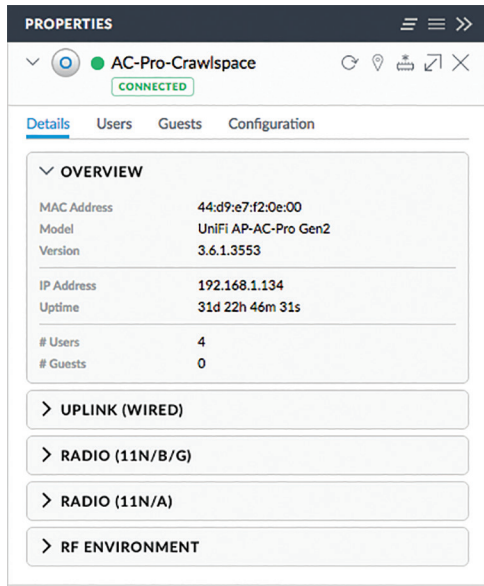 PROPERTIES
AC-Pro-Crawlspace
CONNECTED
Details Users Guests Configuration
OVERVIEW
MAC Address 44:d9:e7:f2:0e:00
Model UniFi AP-AC-Pro Gen2
Version 3.6.1.3553
IP Address 192.168.1.134
Uptime 31d 22h 46m 31s
# Users 4
# Guests 0
UPLINK (WIRED)
RADIO (11N/B/G)
RADIO (11N/A)
RF ENVIRONMENT